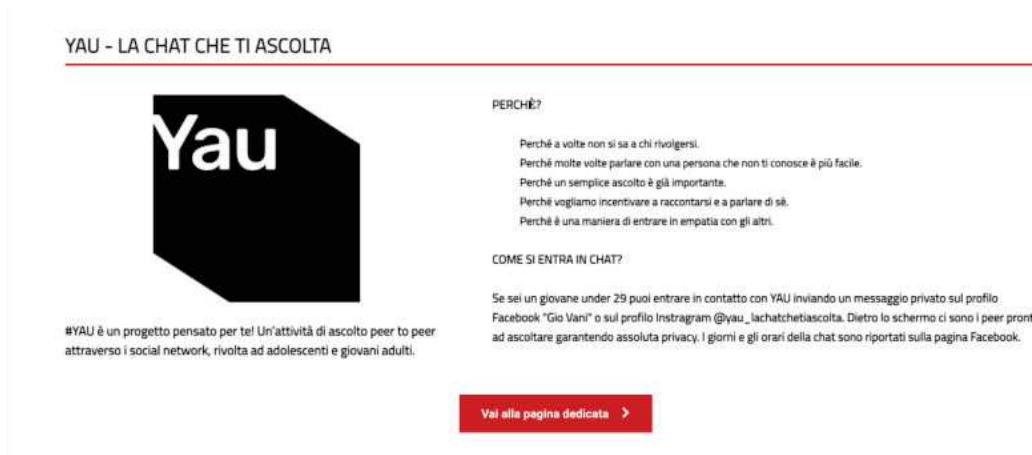 YAU - LA CHAT CHE TI ASCOLTA
Yau
#YAU è un progetto pensato per te! Un'attività di ascolto peer to peer
attraverso i social network, rivolta ad adolescenti e giovani adulti.
PERCHÈ?
Perché a volte non si sa a chi rivolgersi.
Perché molte volte parlare con una persona che non ti conosce è più facile.
Perché un semplice ascolto è già importante.
Perché vogliamo incentivare a raccontarsi e a parlare di sè.
Perché è una maniera di entrare in empatia con gli altri.
COME SI ENTRA IN CHAT?
Se sei un giovane under 29 puoi entrare in contatto con YAU inviando un messaggio privato sul profilo
Facebook "Gio Vani" o sul profilo Instragram @yau_lachatchetiascolta. Dietro lo schermo ci sono i peer pront
ad ascoltare garantendo assoluta privacy. I giorni e gli orari della chat sono riportati sulla pagina Facebook.
Vai alla pagina dedicata